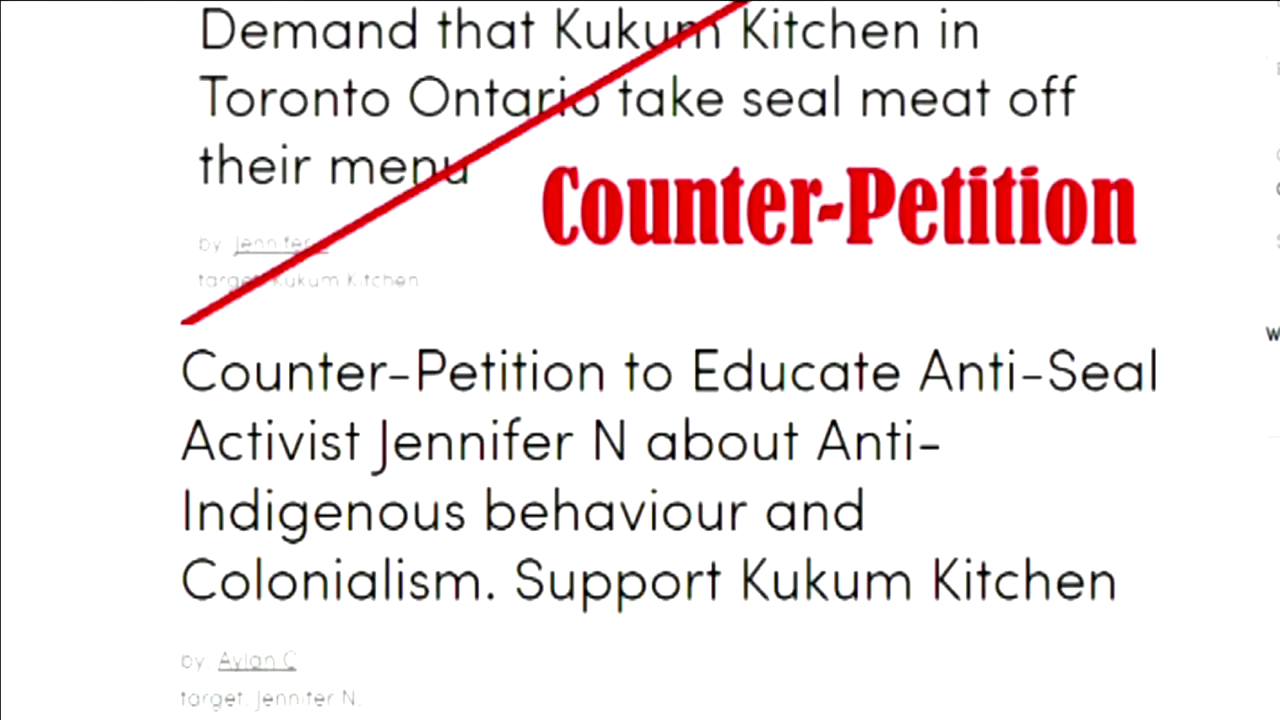 Demand that Kukum Kitchen in
Toronto Ontario take seal meat off
their menu
Counter-Petition
by Jennifer
target: Kukum Kitchen
Counter-Petition to Educate Anti-Seal
Activist Jennifer N about Anti-
Indigenous behaviour and
Colonialism. Support Kukum Kitchen
by Aylan C
target: Jennifer N.